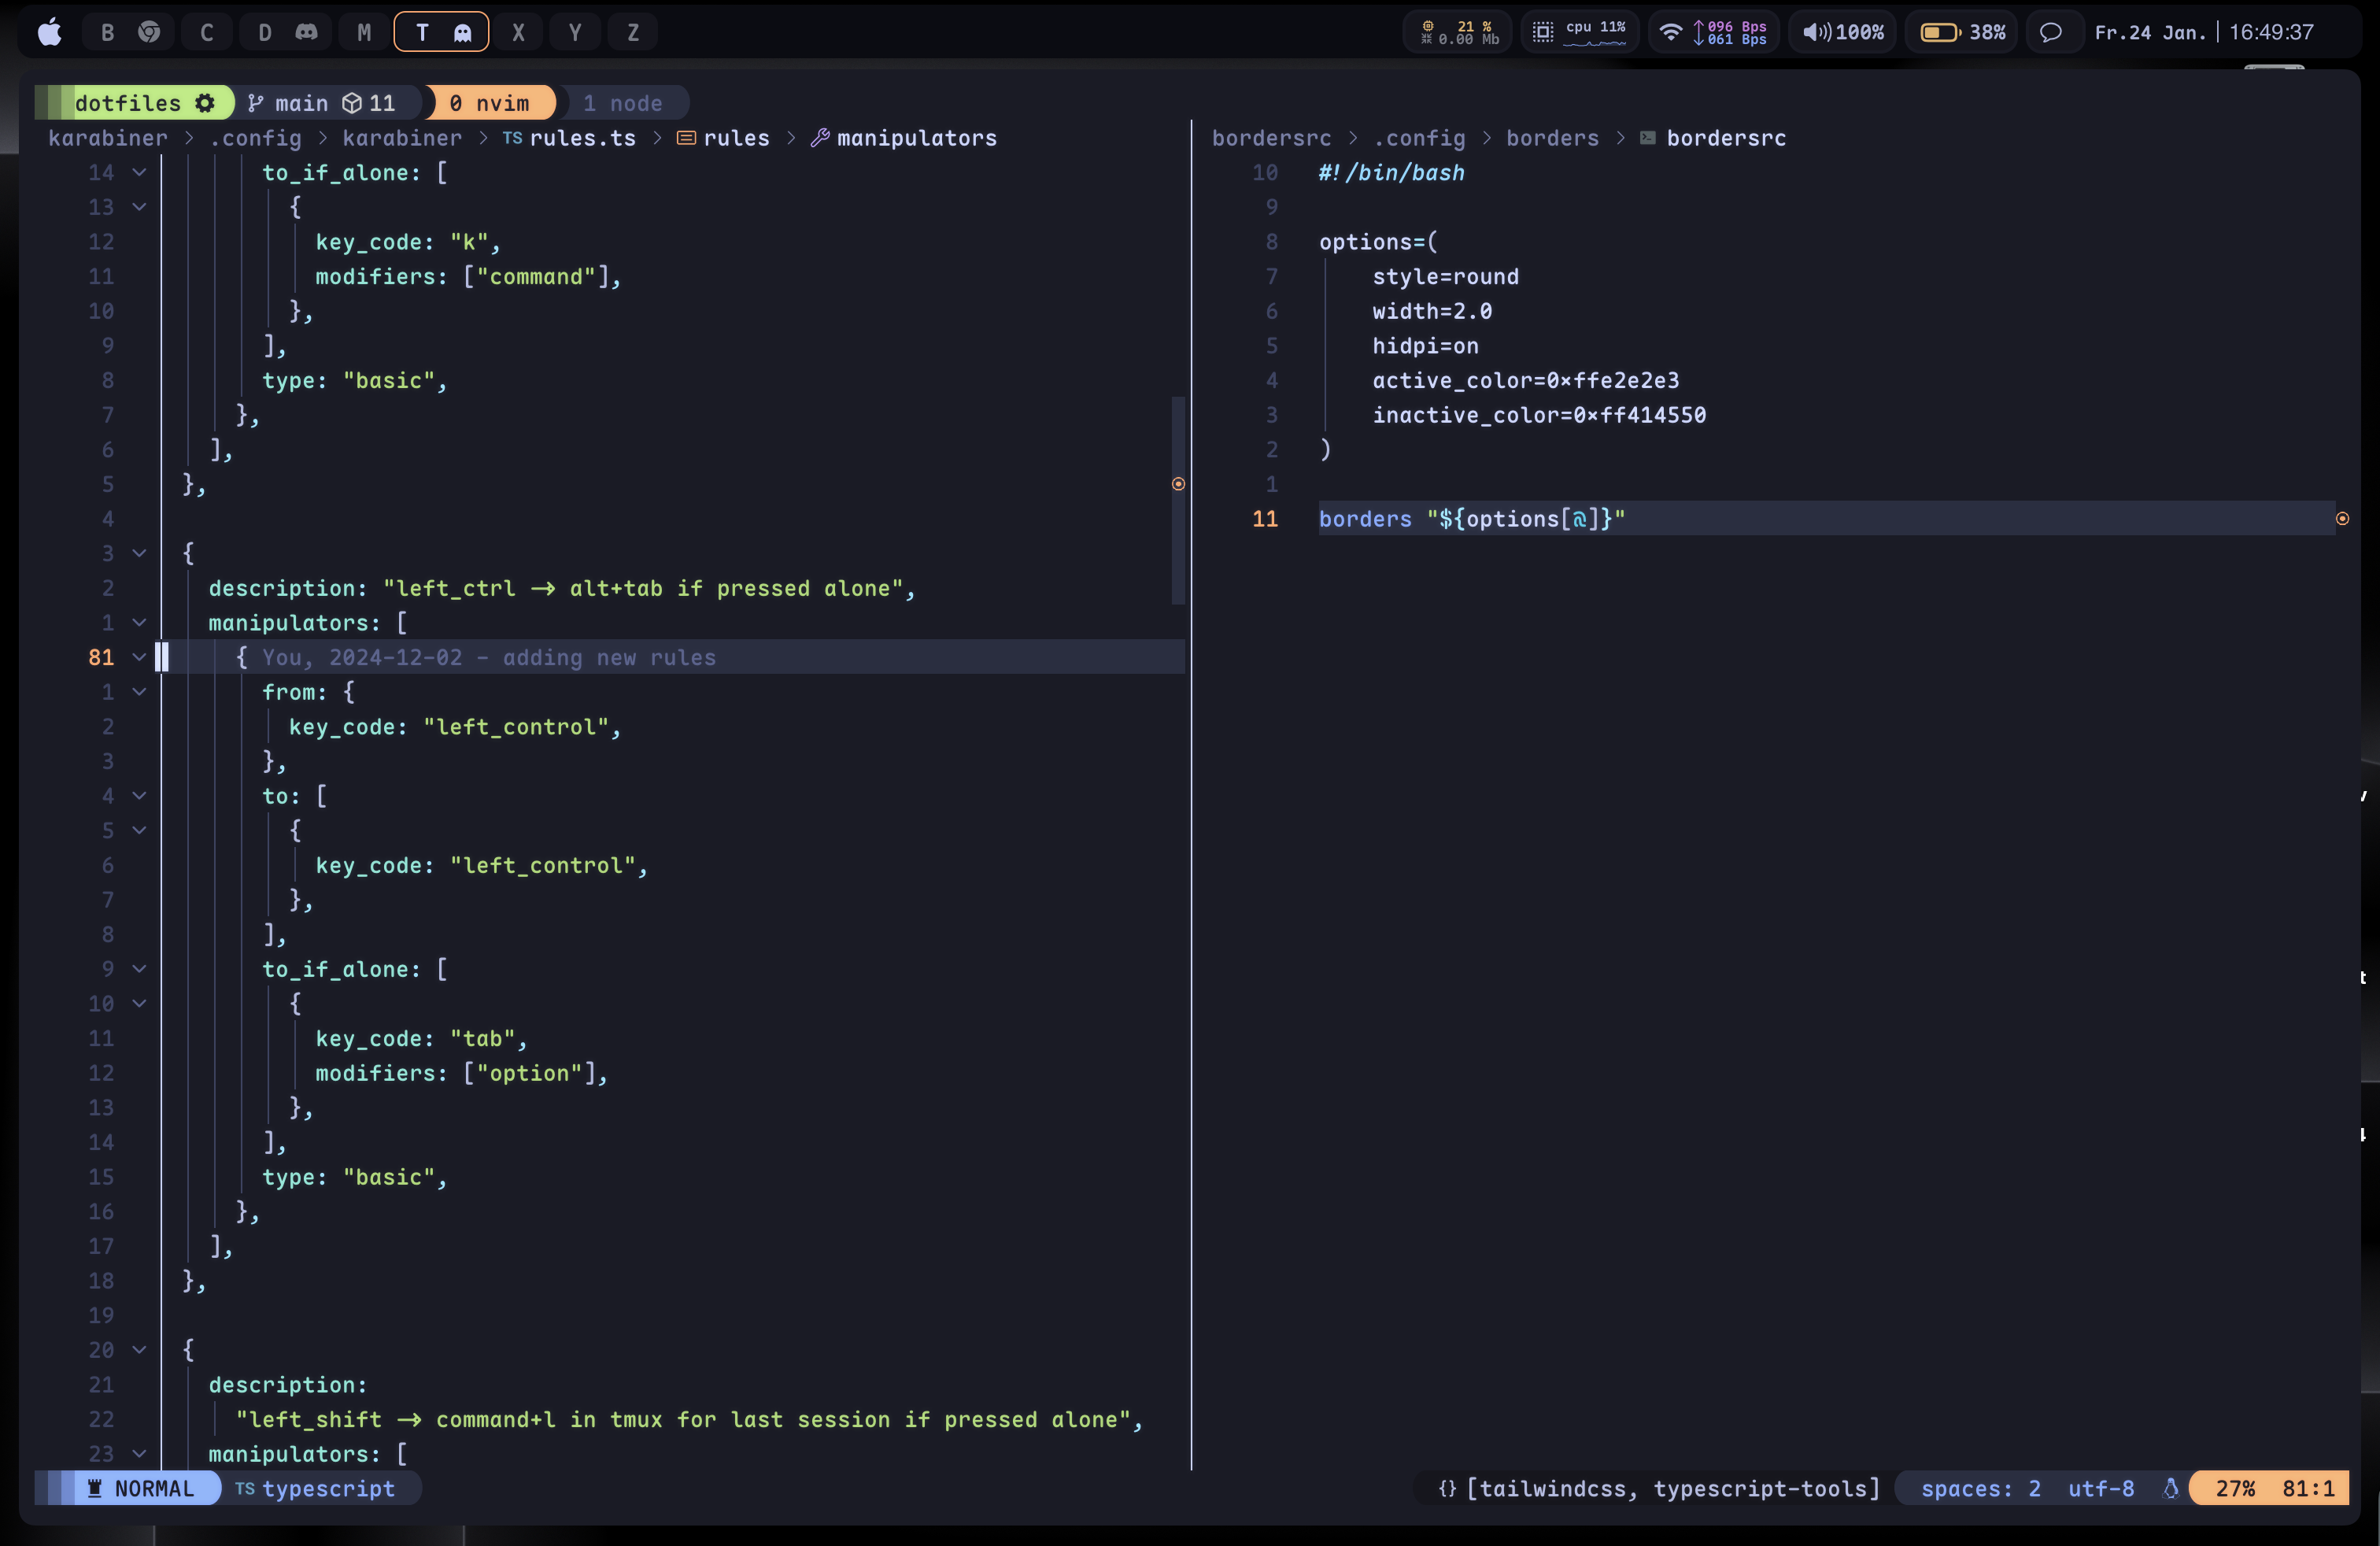 B C D M T X Y Z 21 % 0.00 Mb cpu 11% 096 Bps 061 Bps 100% 38% Fr.24 Jan. | 16:49:37
dotfiles main 11 0 nvim 1 node
karabiner > .config > karabiner > TS rules.ts > rules > manipulators
14 to_if_alone: [
13 {
12 key_code: "k",
11 modifiers: ["command"],
10 },
9 ],
8 type: "basic",
7 },
6 ],
5 },
4
3 {
2 description: "left_ctrl -> alt+tab if pressed alone",
1 manipulators: [
81 { You, 2024-12-02 - adding new rules
1 from: {
2 key_code: "left_control",
3 },
4 to: [
5 {
6 key_code: "left_control",
7 },
8 ],
9 to_if_alone: [
10 {
11 key_code: "tab",
12 modifiers: ["option"],
13 },
14 ],
15 type: "basic",
16 },
17 ],
18 },
19
20 {
21 description:
22 "left_shift -> command+l in tmux for last session if pressed alone",
23 manipulators: [
bordersrc > .config > borders > bordersrc
10 #!/bin/bash
9
8 options=(
7 style=round
6 width=2.0
5 hidpi=on
4 active_color=0xffe2e2e3
3 inactive_color=0xff414550
2 )
1
11 borders "${options[@]}"
NORMAL TS typescript {} [tailwindcss, typescript-tools] spaces: 2 utf-8 27% 81:1